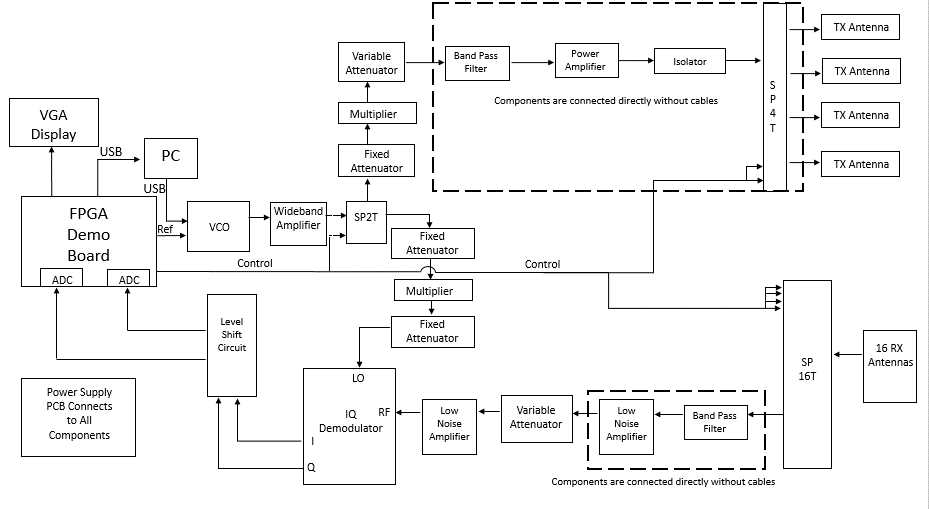 VGA
Display
USB
PC
USB
FPGA
Demo
Board
Ref
ADC
ADC
VCO
Wideband
Amplifier
SP2T
Fixed
Attenuator
Multiplier
Variable
Attenuator
Band Pass
Filter
Power
Amplifier
Isolator
Components are connected directly without cables
S
P
4
T
TX Antenna
TX Antenna
TX Antenna
TX Antenna
Control
Control
Fixed
Attenuator
Multiplier
Fixed
Attenuator
Level
Shift
Circuit
Power Supply
PCB Connects
to All
Components
LO
IQ
Demodulator
RF
I
Q
Low
Noise
Amplifier
Variable
Attenuator
Low
Noise
Amplifier
Band Pass
Filter
Components are connected directly without cables
SP
16T
16 RX
Antennas